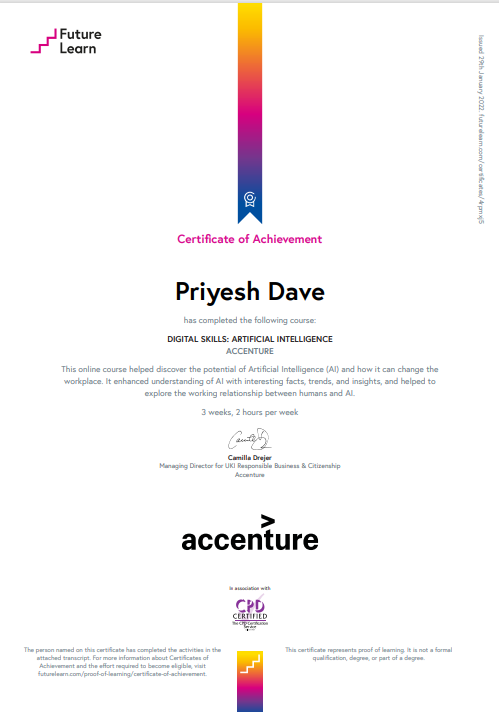 Future
Learn
Issued 29th January 2022. futurelearn.com/certificates/4rpmxj5
Certificate of Achievement
Priyesh Dave
has completed the following course:
DIGITAL SKILLS: ARTIFICIAL INTELLIGENCE
ACCENTURE
This online course helped discover the potential of Artificial Intelligence (AI) and how it can change the
workplace. It enhanced understanding of AI with interesting facts, trends, and insights, and helped to
explore the working relationship between humans and AI.
3 weeks, 2 hours per week
Camilla Drejer
Managing Director for UKI Responsible Business & Citizenship
Accenture
accenture
In association with
CPD
CERTIFIED
The CPD Certification
Service
The person named on this certificate has completed the activities in the
attached transcript. For more information about Certificates of
Achievement and the effort required to become eligible, visit
futurelearn.com/proof-of-learning/certificate-of-achievement.
This certificate represents proof of learning. It is not a formal
qualification, degree, or part of a degree.